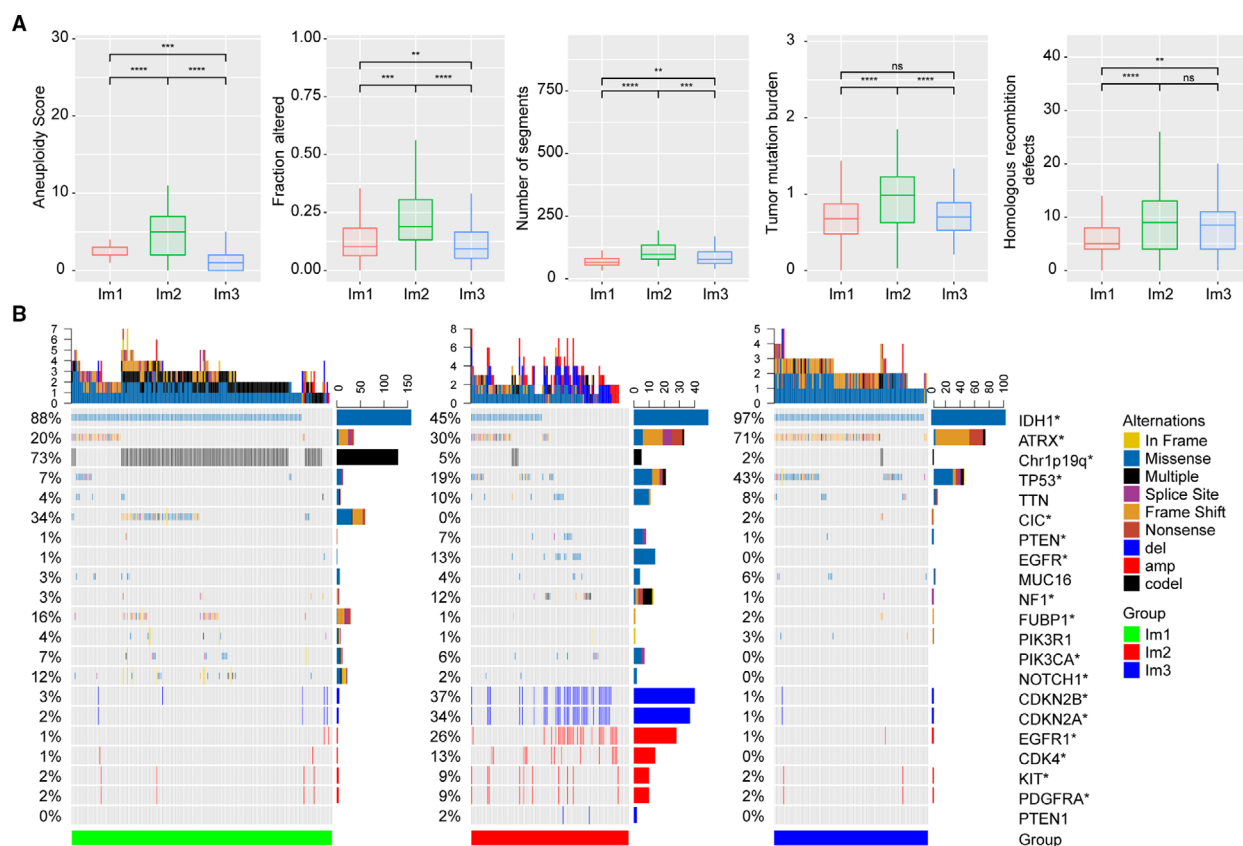 A
Aneuploidy Score
30
20
10
0
***
****
****
Im1 Im2 Im3
Fraction altered
1.00
0.75
0.50
0.25
0.00
**
***
****
Im1 Im2 Im3
Number of segments
750
500
250
0
**
****
***
Im1 Im2 Im3
Tumor mutation burden
3
2
1
0
ns
****
****
Im1 Im2 Im3
Homologous recombition
defects
40
30
20
10
0
**
****
ns
Im1 Im2 Im3
B
7
6
5
4
3
2
1
0
0 50 150
8
6
4
2
0
0 10 20 30 40
5
4
3
2
1
0
0 20 40 60 80 100
88% 45% 97% IDH1*
20% 30% 71% ATRX*
73% 5% 2% Chr1p19q*
7% 19% 43% TP53*
4% 10% 8% TTN
34% 0% 2% CIC*
1% 7% 1% PTEN*
1% 13% 0% EGFR*
3% 4% 6% MUC16
3% 12% 1% NF1*
16% 1% 2% FUBP1*
4% 1% 3% PIK3R1
7% 6% 0% PIK3CA*
12% 2% 0% NOTCH1*
3% 37% 1% CDKN2B*
2% 34% 1% CDKN2A*
1% 26% 1% EGFR1*
1% 13% 0% CDK4*
2% 9% 2% KIT*
2% 9% 2% PDGFRA*
0% 2% 0% PTEN1
Group
Alternations
In Frame
Missense
Multiple
Splice Site
Frame Shift
Nonsense
del
amp
codel
Group
Im1
Im2
Im3